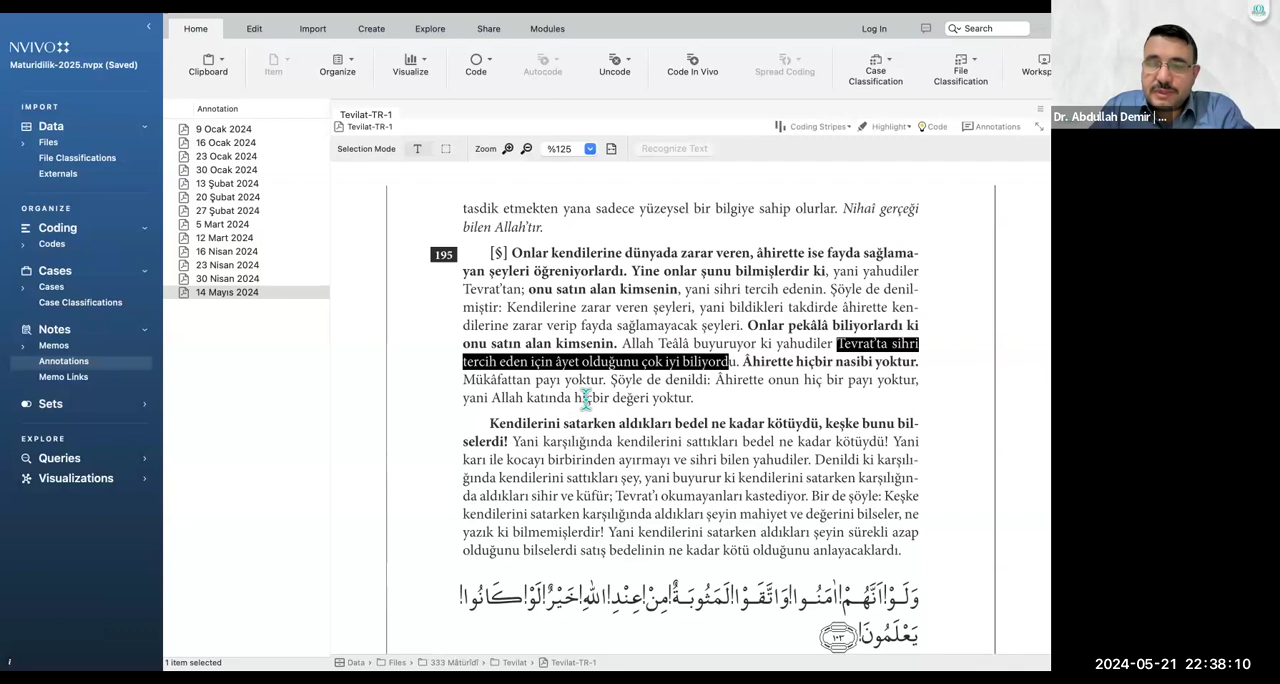 Home Edit Import Create Explore Share Modules Log In Search
NVIVO
Maturidilik-2025.nvpx (Saved)
Clipboard Item Organize Visualize Code Autocode Uncode Code In Vivo Spread Coding Case Classification File Classification Worksp
IMPORT
Data
Files
File Classifications
Externals
ORGANIZE
Coding
Codes
Cases
Cases
Case Classifications
Notes
Memos
Annotations
Memo Links
Sets
EXPLORE
Queries
Visualizations
Annotation
9 Ocak 2024
16 Ocak 2024
23 Ocak 2024
30 Ocak 2024
13 Şubat 2024
20 Şubat 2024
27 Şubat 2024
5 Mart 2024
12 Mart 2024
16 Nisan 2024
23 Nisan 2024
30 Nisan 2024
14 Mayıs 2024
1 item selected
Tevilat-TR-1
Tevilat-TR-1 Coding Stripes Highlight Code Annotations
Selection Mode T Zoom %125 Recognize Text
tasdik etmekten yana sadece yüzeysel bir bilgiye sahip olurlar. Nihaî gerçeği
bilen Allah’tır.
195 [§] Onlar kendilerine dünyada zarar veren, âhirette ise fayda sağlama-
yan şeyleri öğreniyorlardı. Yine onlar şunu bilmişlerdir ki, yani yahudiler
Tevrat’tan; onu satın alan kimsenin, yani sihri tercih edenin. Şöyle de denil-
miştir: Kendilerine zarar veren şeyleri, yani bildikleri takdirde âhirette ken-
dilerine zarar verip fayda sağlamayacak şeyleri. Onlar pekâlâ biliyorlardı ki
onu satın alan kimsenin. Allah Teâlâ buyuruyor ki yahudiler Tevrat’ta sihri
tercih eden için âyet olduğunu çok iyi biliyordu. Âhirette hiçbir nasibi yoktur.
Mükâfattan payı yoktur. Şöyle de denildi: Âhirette onun hiç bir payı yoktur,
yani Allah katında hiçbir değeri yoktur.
Kendilerini satarken aldıkları bedel ne kadar kötüydü, keşke bunu bil-
selerdi! Yani karşılığında kendilerini sattıkları bedel ne kadar kötüydü! Yani
karı ile kocayı birbirinden ayırmayı ve sihri bilen yahudiler. Denildi ki karşılı-
ğında kendilerini sattıkları şey, yani buyurur ki kendilerini satarken karşılığın-
da aldıkları sihir ve küfür; Tevrat’ı okumayanları kastediyor. Bir de şöyle: Keşke
kendilerini satarken karşılığında aldıkları şeyin mahiyet ve değerini bilseler, ne
yazık ki bilmemişlerdir! Yani kendilerini satarken aldıkları şeyin sürekli azap
olduğunu bilselerdi satış bedelinin ne kadar kötü olduğunu anlayacaklardı.
وَلَوْ اَنَّهُمْ اٰمَنُوا وَاتَّقَوْا لَمَثُوبَةٌ مِنْ عِنْدِ اللّٰهِ خَيْرٌ لَوْ كَانُوا
يَعْلَمُونَ ١٠٣
Data Files 333 Mâtürîdî Tevilat Tevilat-TR-1
Dr. Abdullah Demir | ...
2024-05-21 22:38:10